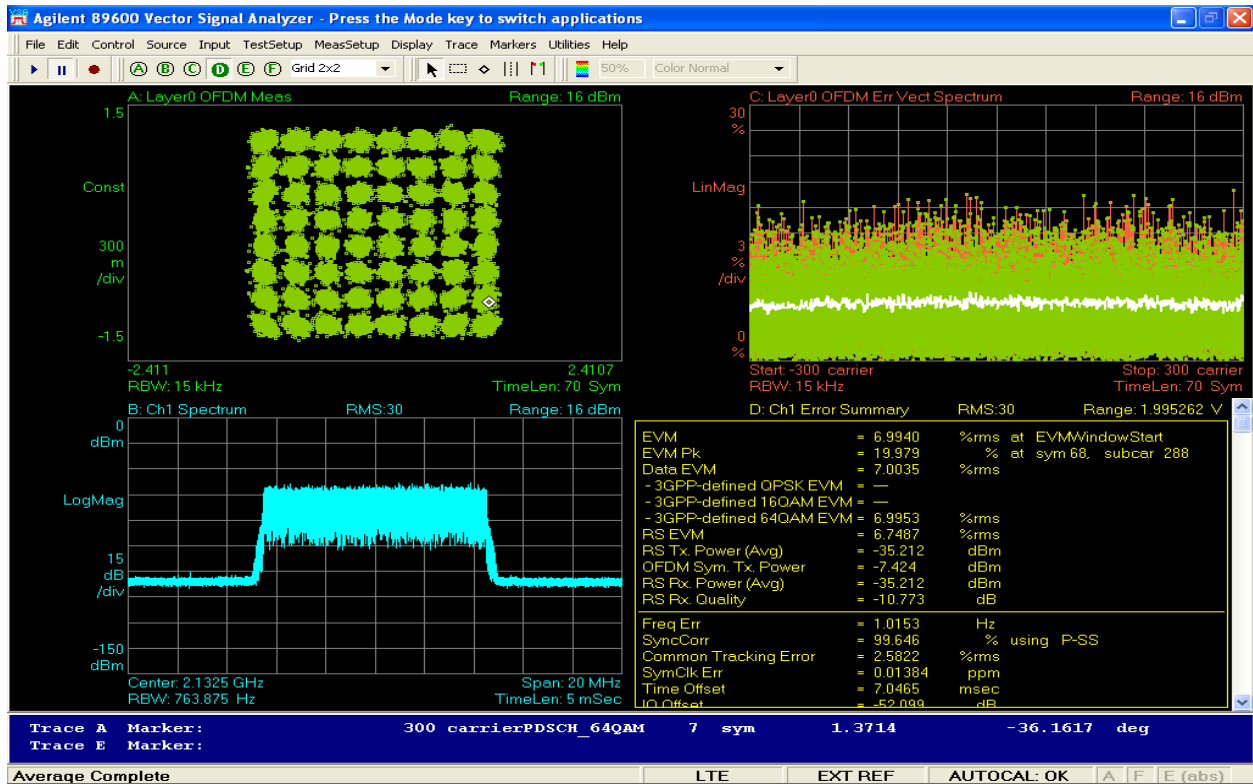 Agilent 89600 Vector Signal Analyzer - Press the Mode key to switch applications
File Edit Control Source Input TestSetup MeasSetup Display Trace Markers Utilities Help
A B C D E F Grid 2x2 50% Color Normal
A: Layer0 OFDM Meas Range: 16 dBm
1.5
Const
300
m
/div
-1.5
-2.411 2.4107
RBW: 15 kHz TimeLen: 70 Sym
C: Layer0 OFDM Err Vect Spectrum Range: 16 dBm
30
%
LinMag
3
%
/div
0
%
Start: -300 carrier Stop: 300 carrier
RBW: 15 kHz TimeLen: 70 Sym
B: Ch1 Spectrum RMS:30 Range: 16 dBm
0
dBm
LogMag
15
dB
/div
-150
dBm
Center: 2.1325 GHz Span: 20 MHz
RBW: 763.875 Hz TimeLen: 5 mSec
D: Ch1 Error Summary RMS:30 Range: 1.995262 V
EVM = 6.9940 %rms at EVMWindowStart
EVM Pk = 19.979 % at sym 68, subcar 288
Data EVM = 7.0035 %rms
- 3GPP-defined QPSK EVM = —
- 3GPP-defined 16QAM EVM = —
- 3GPP-defined 64QAM EVM = 6.9953 %rms
RS EVM = 6.7487 %rms
RS Tx. Power (Avg) = -35.212 dBm
OFDM Sym. Tx. Power = -7.424 dBm
RS Rx. Power (Avg) = -35.212 dBm
RS Rx. Quality = -10.773 dB
Freq Err = 1.0153 Hz
SyncCorr = 99.646 % using P-SS
Common Tracking Error = 2.5822 %rms
SymClk Err = 0.01384 ppm
Time Offset = 7.0465 msec
IQ Offset = -52.099 dB
Trace A Marker: 300 carrierPDSCH_64QAM 7 sym 1.3714 -36.1617 deg
Trace E Marker:
Average Complete LTE EXT REF AUTOCAL: OK A F E (abs)